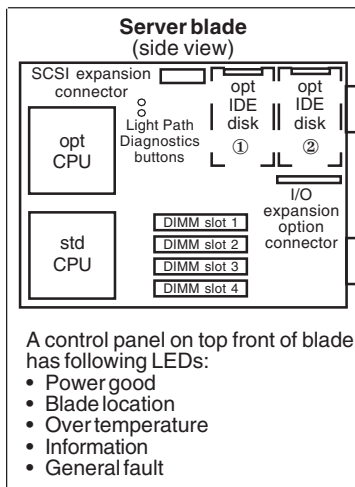 Server blade
(side view)
SCSI expansion
connector
opt
IDE
disk
①
opt
IDE
disk
②
Light Path
Diagnostics
buttons
opt
CPU
I/O
expansion
option
connector
std
CPU
DIMM slot 1
DIMM slot 2
DIMM slot 3
DIMM slot 4
A control panel on top front of blade
has following LEDs:
• Power good
• Blade location
• Over temperature
• Information
• General fault